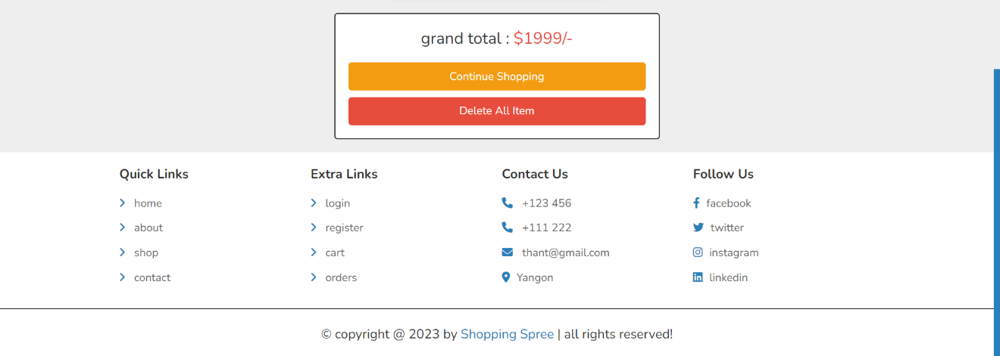 grand total : $1999/-
Continue Shopping
Delete All Item
Quick Links
home
about
shop
contact
Extra Links
login
register
cart
orders
Contact Us
+123 456
+111 222
thant@gmail.com
Yangon
Follow Us
facebook
twitter
instagram
linkedin
© copyright @ 2023 by Shopping Spree | all rights reserved!